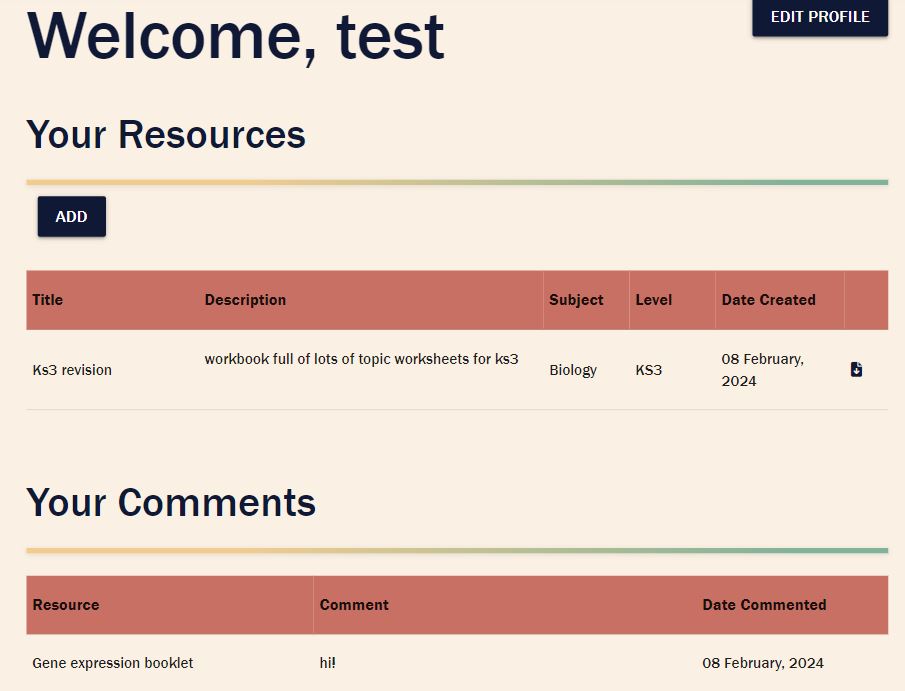 Welcome, test
EDIT PROFILE
Your Resources
ADD
Title Description Subject Level Date Created
Ks3 revision workbook full of lots of topic worksheets for ks3 Biology KS3 08 February,
2024
Your Comments
Resource Comment Date Commented
Gene expression booklet hi! 08 February, 2024